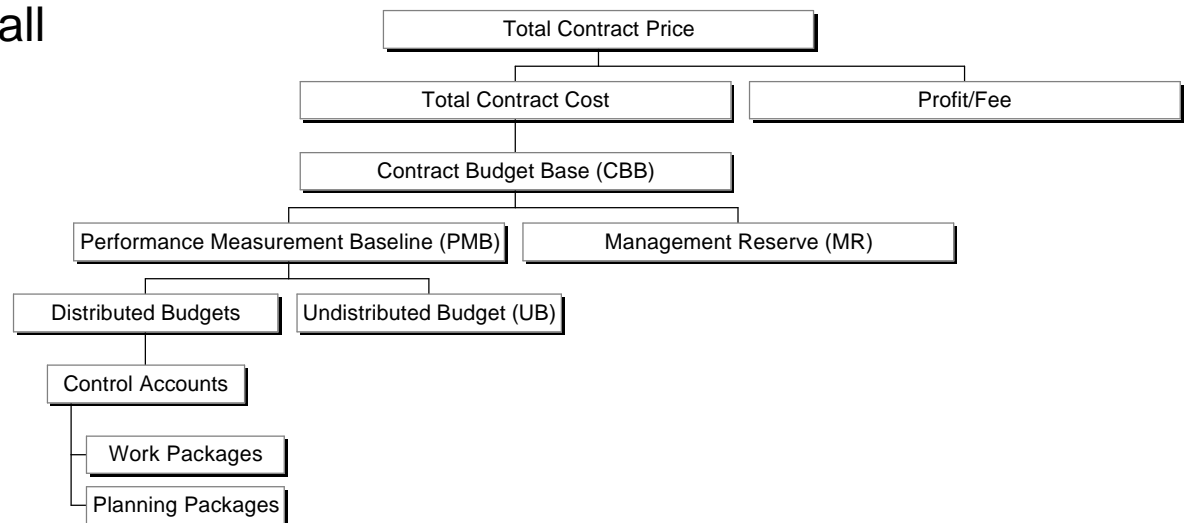 all
Total Contract Price
Total Contract Cost
Profit/Fee
Contract Budget Base (CBB)
Performance Measurement Baseline (PMB)
Management Reserve (MR)
Distributed Budgets
Undistributed Budget (UB)
Control Accounts
Work Packages
Planning Packages